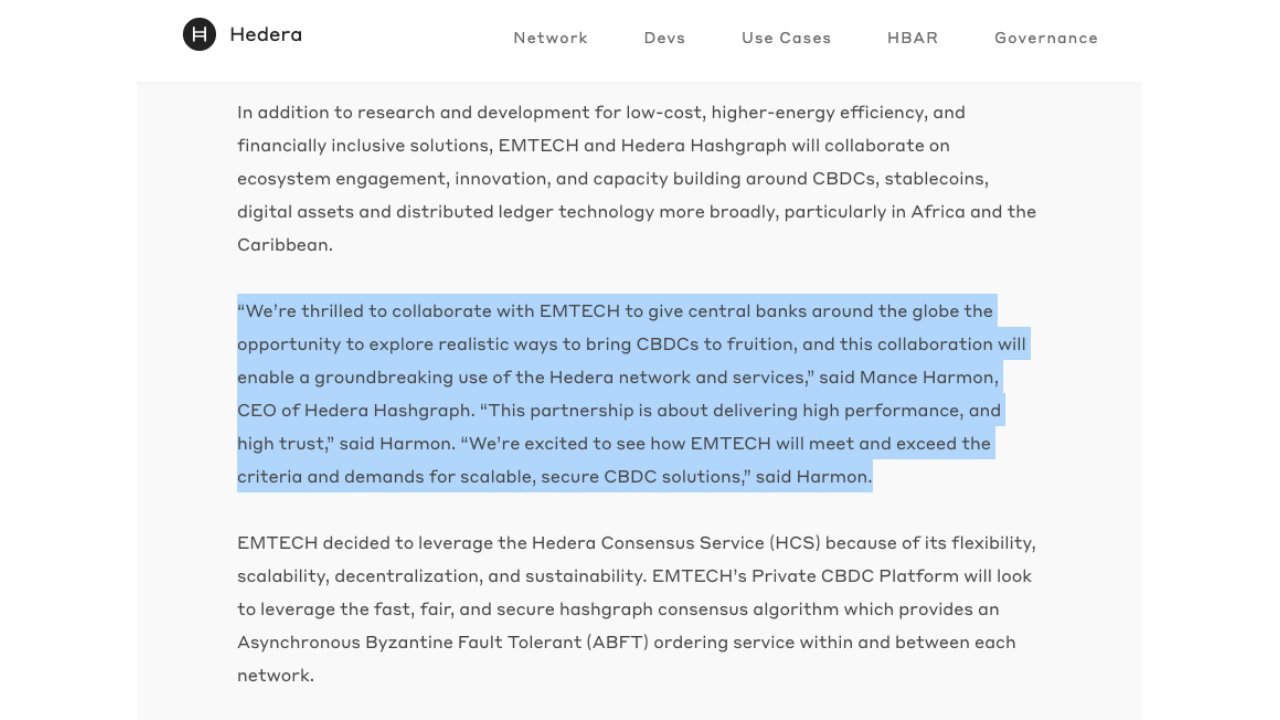 Hedera
Network Devs Use Cases HBAR Governance
In addition to research and development for low-cost, higher-energy efficiency, and
financially inclusive solutions, EMTECH and Hedera Hashgraph will collaborate on
ecosystem engagement, innovation, and capacity building around CBDCs, stablecoins,
digital assets and distributed ledger technology more broadly, particularly in Africa and the
Caribbean.
“We’re thrilled to collaborate with EMTECH to give central banks around the globe the
opportunity to explore realistic ways to bring CBDCs to fruition, and this collaboration will
enable a groundbreaking use of the Hedera network and services,” said Mance Harmon,
CEO of Hedera Hashgraph. “This partnership is about delivering high performance, and
high trust,” said Harmon. “We’re excited to see how EMTECH will meet and exceed the
criteria and demands for scalable, secure CBDC solutions,” said Harmon.
EMTECH decided to leverage the Hedera Consensus Service (HCS) because of its flexibility,
scalability, decentralization, and sustainability. EMTECH’s Private CBDC Platform will look
to leverage the fast, fair, and secure hashgraph consensus algorithm which provides an
Asynchronous Byzantine Fault Tolerant (ABFT) ordering service within and between each
network.